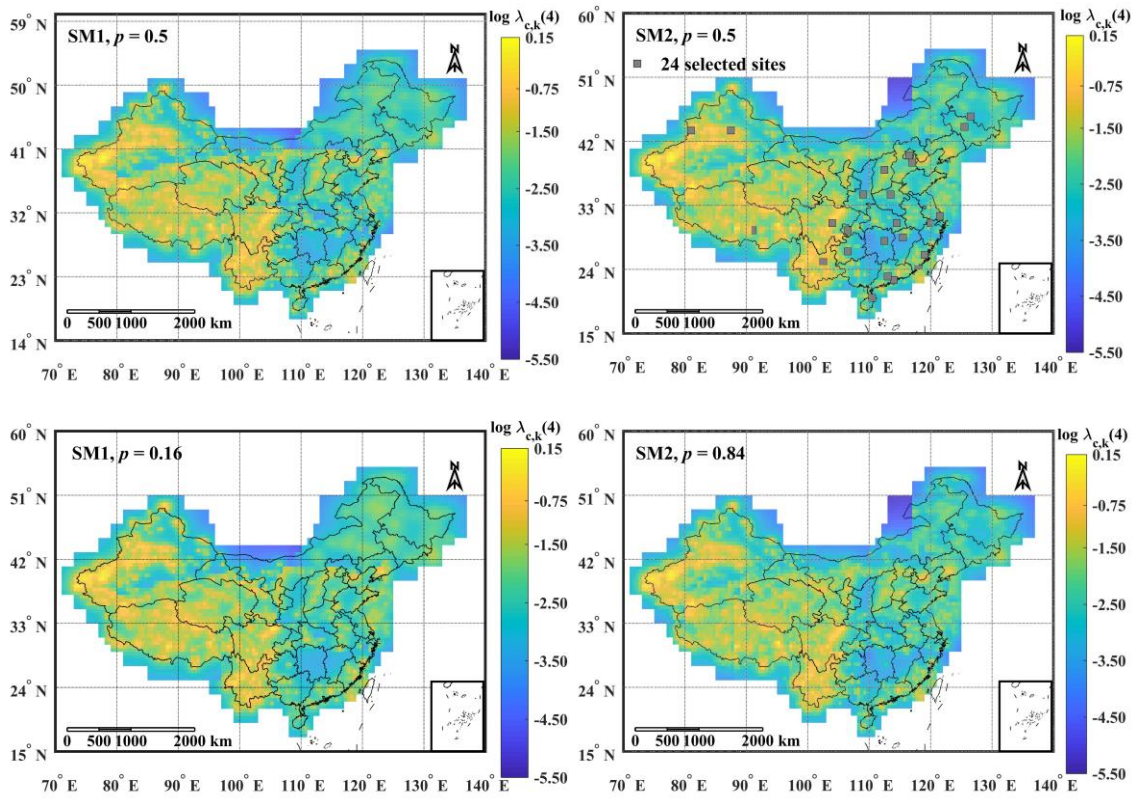 log λc,k(4)
59° N
SM1, p = 0.5
N
50° N
41° N
32° N
23° N
14° N
0 500 1000 2000 km
70° E 80° E 90° E 100° E 110° E 120° E 130° E 140° E
0.15
-0.75
-1.50
-2.50
-3.50
-4.50
-5.50
log λc,k(4)
60° N
SM2, p = 0.5
24 selected sites
N
51° N
42° N
33° N
24° N
15° N
0 500 1000 2000 km
70° E 80° E 90° E 100° E 110° E 120° E 130° E 140° E
0.15
-0.75
-1.50
-2.50
-3.50
-4.50
-5.50
log λc,k(4)
60° N
SM1, p = 0.16
N
51° N
42° N
33° N
24° N
15° N
0 500 1000 2000 km
70° E 80° E 90° E 100° E 110° E 120° E 130° E 140° E
0.15
-0.75
-1.50
-2.50
-3.50
-4.50
-5.50
log λc,k(4)
60° N
SM2, p = 0.84
N
51° N
42° N
33° N
24° N
15° N
0 500 1000 2000 km
70° E 80° E 90° E 100° E 110° E 120° E 130° E 140° E
0.15
-0.75
-1.50
-2.50
-3.50
-4.50
-5.50